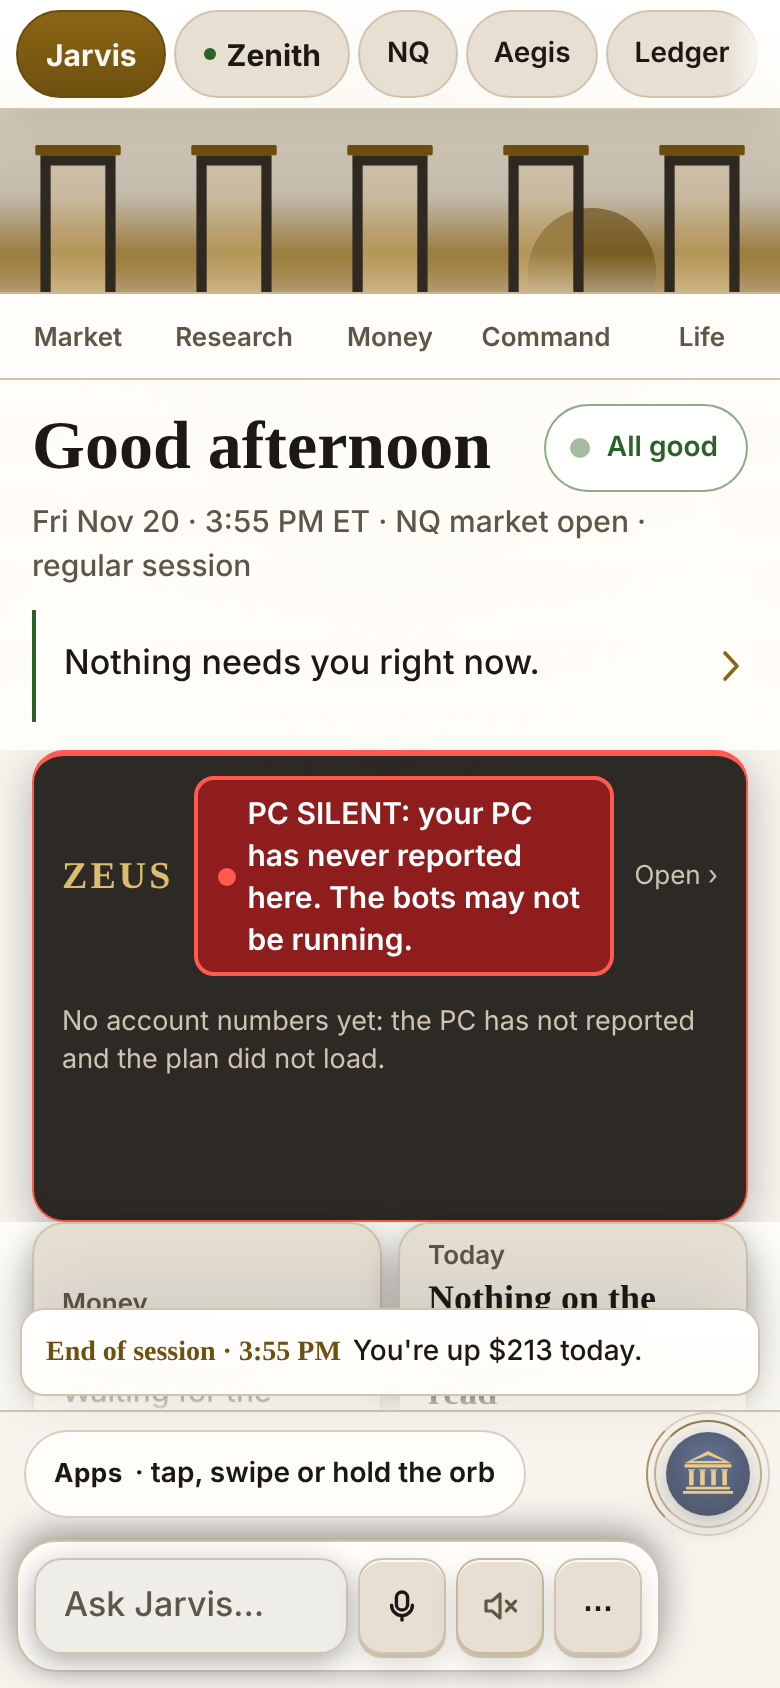 Jarvis
Zenith
NQ
Aegis
Ledger
Market
Research
Money
Command
Life
Good afternoon
All good
Fri Nov 20 · 3:55 PM ET · NQ market open ·
regular session
Nothing needs you right now.
ZEUS
PC SILENT: your PC
has never reported
here. The bots may not
be running.
Open ›
No account numbers yet: the PC has not reported
and the plan did not load.
Money
Today
Nothing on the
End of session · 3:55 PM You're up $213 today.
Waiting for the
read
Apps · tap, swipe or hold the orb
Ask Jarvis...
...